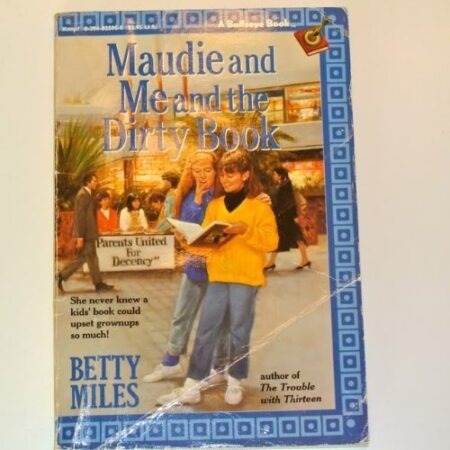 A Bullseye Book
Maudie and
Me and the
Dirty Book
Parents United
For
Decency
She never knew a
kids' book could
upset grownups
so much!
BETTY
MILES
author of
The Trouble
with Thirteen